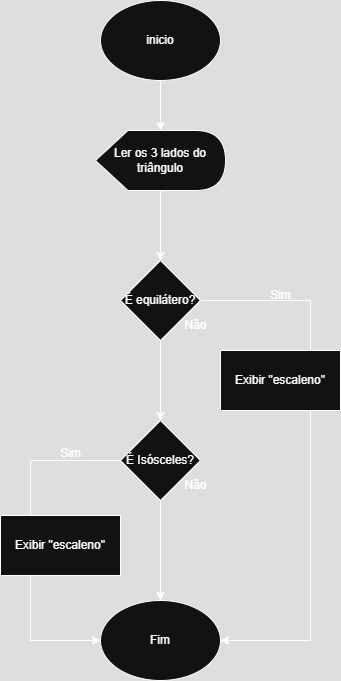 inicio
Ler os 3 lados do
triângulo
É equilátero?
Sim
Não
Exibir "escaleno"
É Isósceles?
Sim
Não
Exibir "escaleno"
Fim